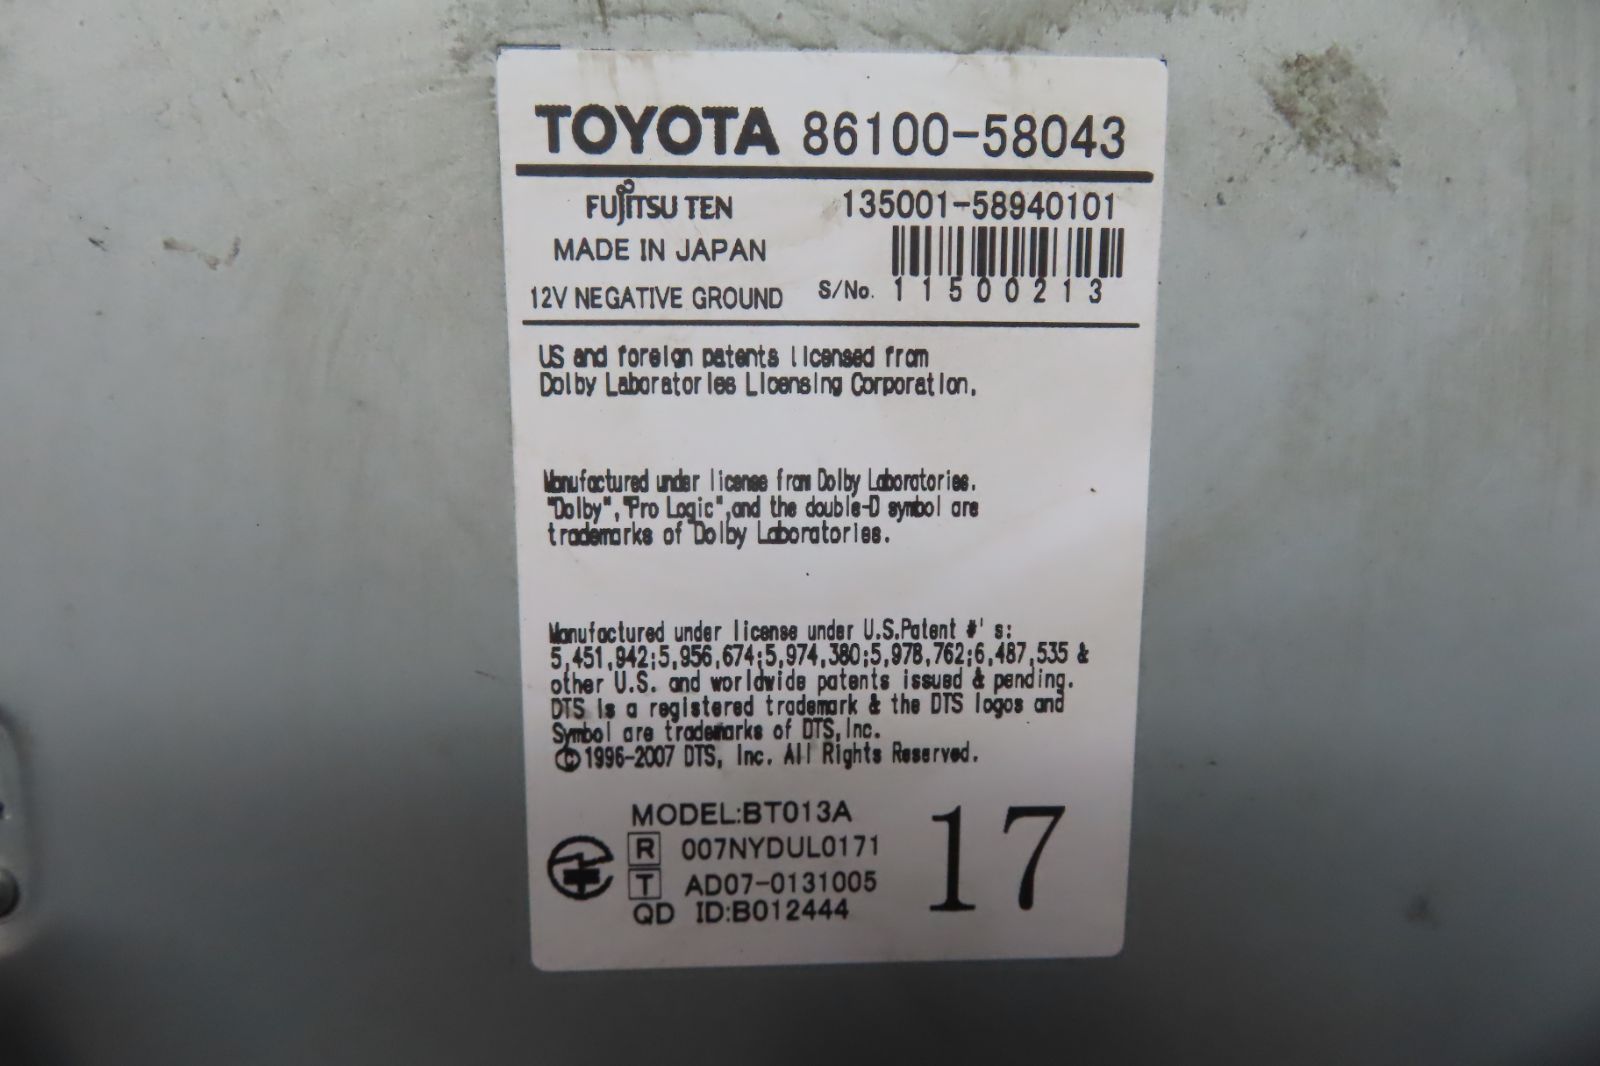 TOYOTA 86100-58043
FUJITSU TEN 135001-58940101
MADE IN JAPAN
12V NEGATIVE GROUND S/No. 11500213
US and foreign patents licensed from
Dolby Laboratories Licensing Corporation.
Manufactured under license from Dolby Laboratories.
"Dolby", "Pro Logic", and the double-D symbol are
trademarks of Dolby Laboratories.
Manufactured under license under U.S.Patent #' s:
5,451,942;5,956,674;5,974,380;5,978,762;6,487,535 &
other U.S. and worldwide patents issued & pending.
DTS is a registered trademark & the DTS logos and
Symbol are trademarks of DTS, Inc.
©1996-2007 DTS, Inc. All Rights Reserved.
MODEL:BT013A
R 007NYDUL0171
T AD07-0131005
QD ID:B012444
17